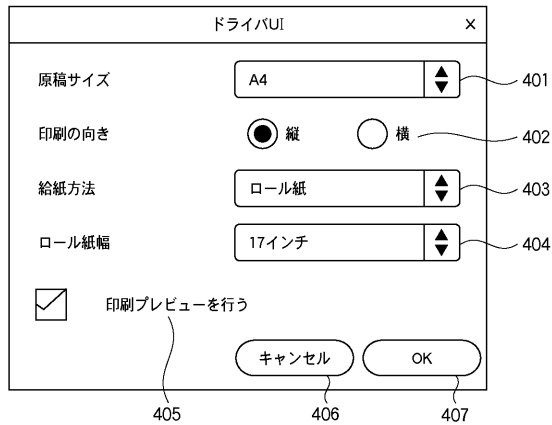 ドライバUI ×
原稿サイズ A4 401
印刷の向き 縦 横 402
給紙方法 ロール紙 403
ロール紙幅 17インチ 404
印刷プレビューを行う
キャンセル OK
405 406 407